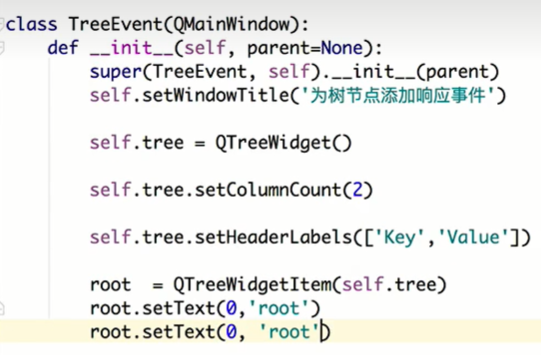 class TreeEvent(QMainWindow):
    def __init__(self, parent=None):
        super(TreeEvent, self).__init__(parent)
        self.setWindowTitle('为树节点添加响应事件')
        self.tree = QTreeWidget()
        self.tree.setColumnCount(2)
        self.tree.setHeaderLabels(['Key','Value'])
        root  = QTreeWidgetItem(self.tree)
        root.setText(0,'root')
        root.setText(0, 'root')